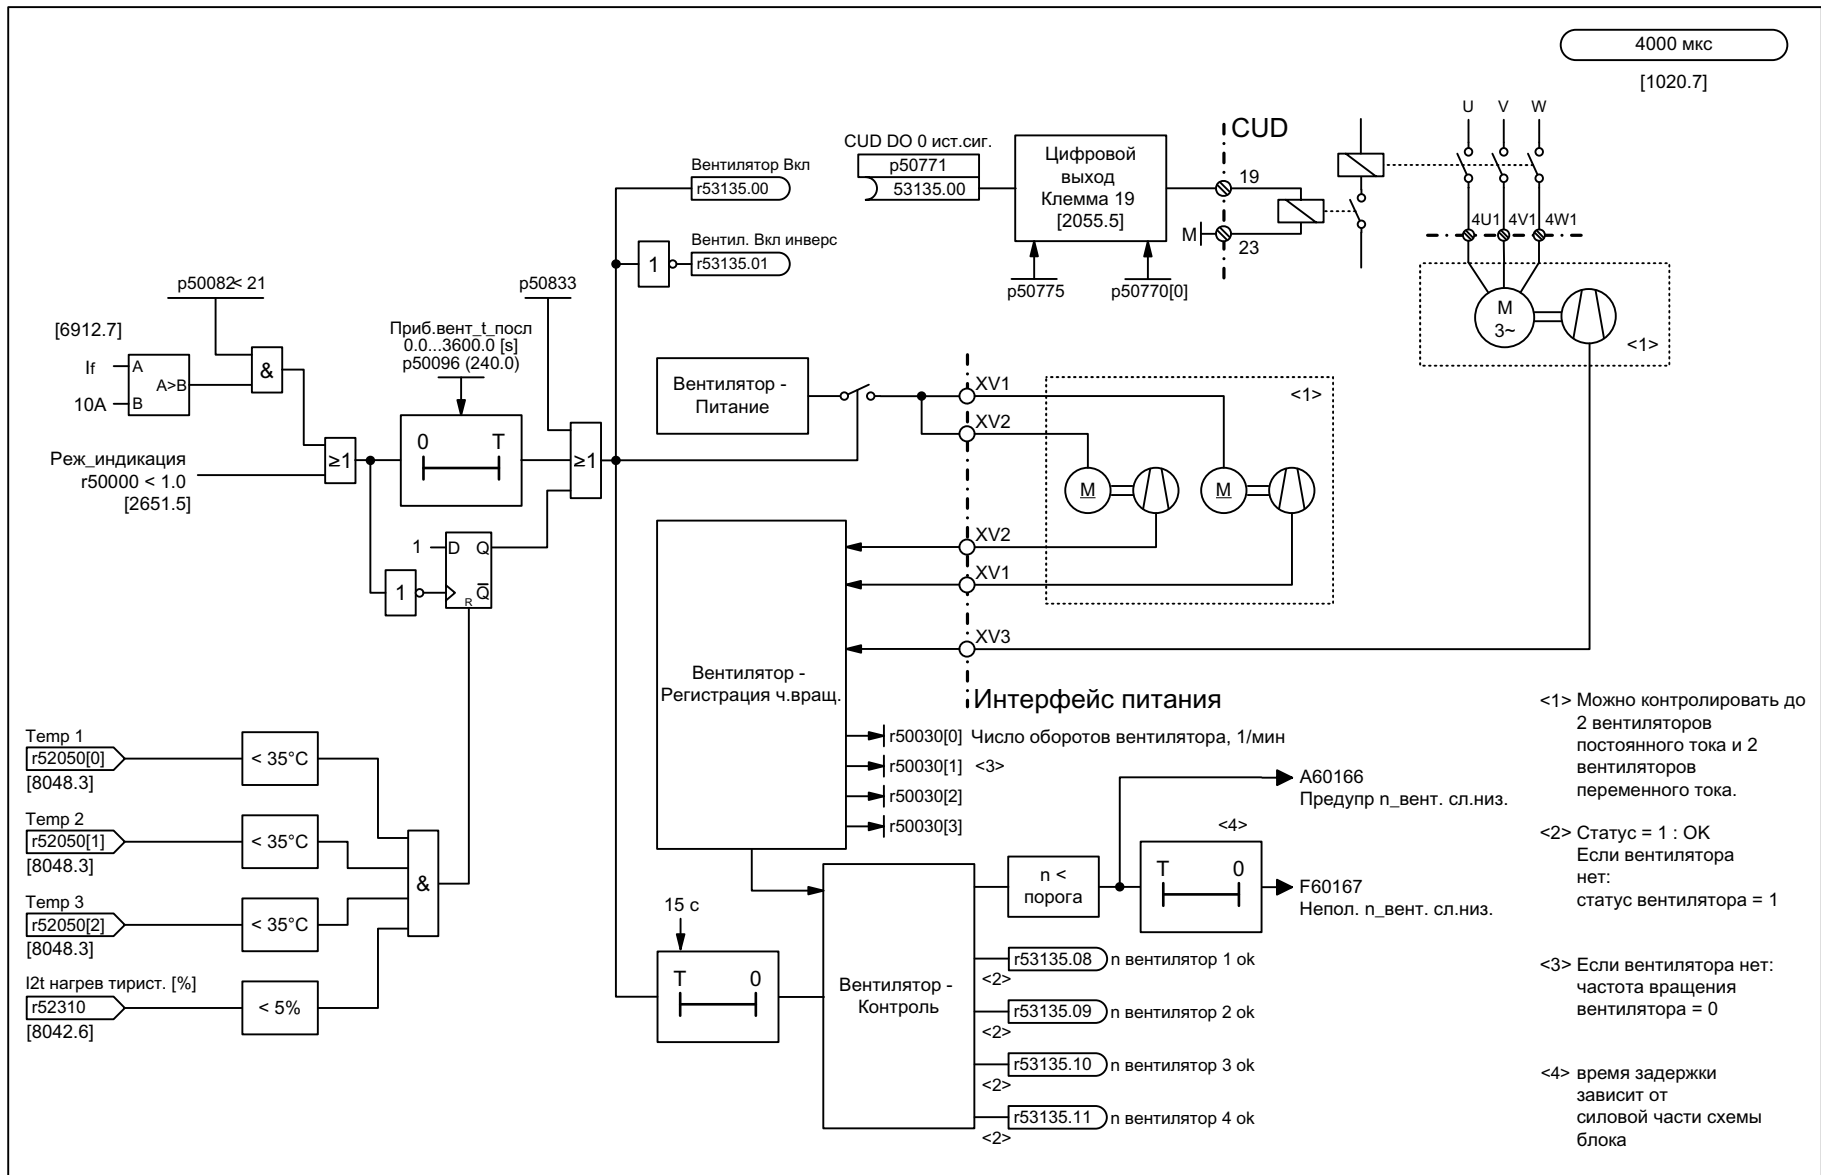 4000 мкс
[1020.7]
U V W
CUD
CUD DO 0 ист.сиг.
p50771
53135.00
Цифровой
выход
Клемма 19
[2055.5]
19
M
23
p50775
p50770[0]
4U1 4V1 4W1
M
3~
<1>
Вентилятор Вкл
r53135.00
Вентил. Вкл инверс
1
r53135.01
p50082< 21
p50833
[6912.7]
If
10A
A
B
A>B
&
Приб.вент_t_посл
0.0...3600.0 [s]
p50096 (240.0)
0 T
≥1
≥1
Реж_индикация
r50000 < 1.0
[2651.5]
1
D Q
Q
R
1
Вентилятор -
Питание
XV1
XV2
<1>
M
M
XV2
XV1
XV3
Вентилятор -
Регистрация ч.вращ.
Интерфейс питания
r50030[0] Число оборотов вентилятора, 1/мин
r50030[1] <3>
r50030[2]
r50030[3]
Temp 1
r52050[0]
[8048.3]
< 35°C
Temp 2
r52050[1]
[8048.3]
< 35°C
Temp 3
r52050[2]
[8048.3]
< 35°C
I2t нагрев тирист. [%]
r52310
[8042.6]
< 5%
&
15 с
T 0
Вентилятор -
Контроль
n <
порога
<4>
T 0
A60166
Предупр n_вент. сл.низ.
F60167
Непол. n_вент. сл.низ.
r53135.08 n вентилятор 1 ok
<2>
r53135.09 n вентилятор 2 ok
<2>
r53135.10 n вентилятор 3 ok
<2>
r53135.11 n вентилятор 4 ok
<2>
<1> Можно контролировать до
2 вентиляторов
постоянного тока и 2
вентиляторов
переменного тока.
<2> Статус = 1 : OK
Если вентилятора
нет:
статус вентилятора = 1
<3> Если вентилятора нет:
частота вращения
вентилятора = 0
<4> время задержки
зависит от
силовой части схемы
блока